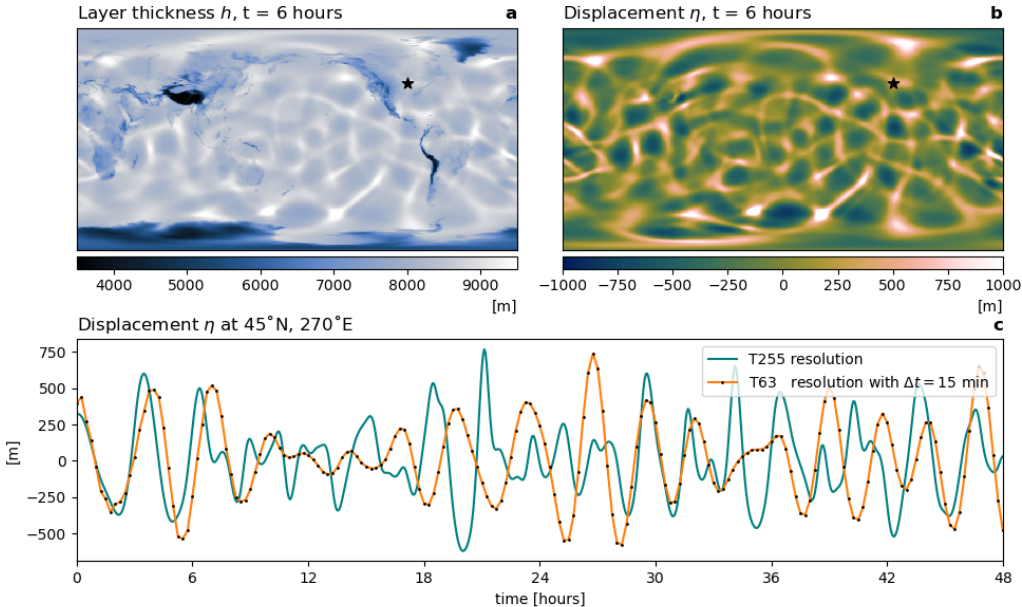 Layer thickness h, t = 6 hours a
Displacement η, t = 6 hours b
4000 5000 6000 7000 8000 9000
[m]
−1000 −750 −500 −250 0 250 500 750 1000
[m]
Displacement η at 45°N, 270°E c
750
500
250
0
−250
−500
[m]
T255 resolution
T63 resolution with Δt = 15 min
0 6 12 18 24 30 36 42 48
time [hours]